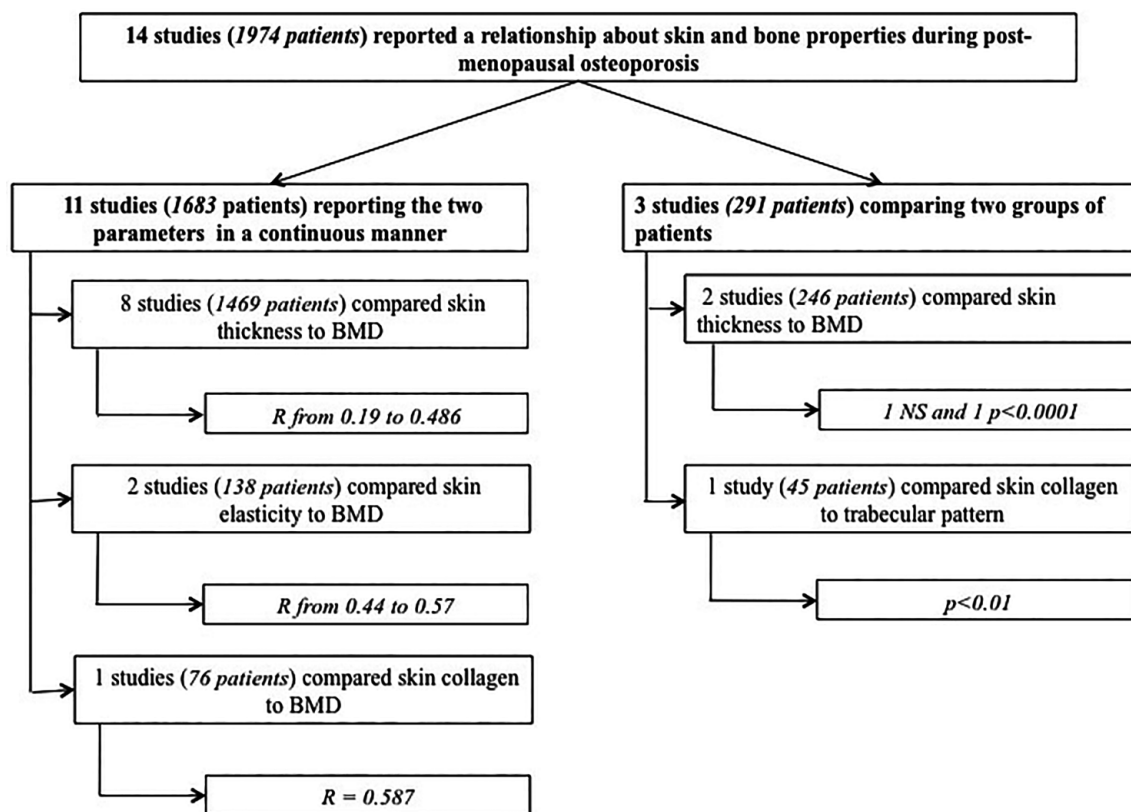 14 studies (1974 patients) reported a relationship about skin and bone properties during post-
menopausal osteoporosis
11 studies (1683 patients) reporting the two
parameters in a continuous manner
8 studies (1469 patients) compared skin
thickness to BMD
R from 0.19 to 0.486
2 studies (138 patients) compared skin
elasticity to BMD
R from 0.44 to 0.57
1 studies (76 patients) compared skin collagen
to BMD
R = 0.587
3 studies (291 patients) comparing two groups of
patients
2 studies (246 patients) compared skin
thickness to BMD
1 NS and 1 p<0.0001
1 study (45 patients) compared skin collagen
to trabecular pattern
p<0.01